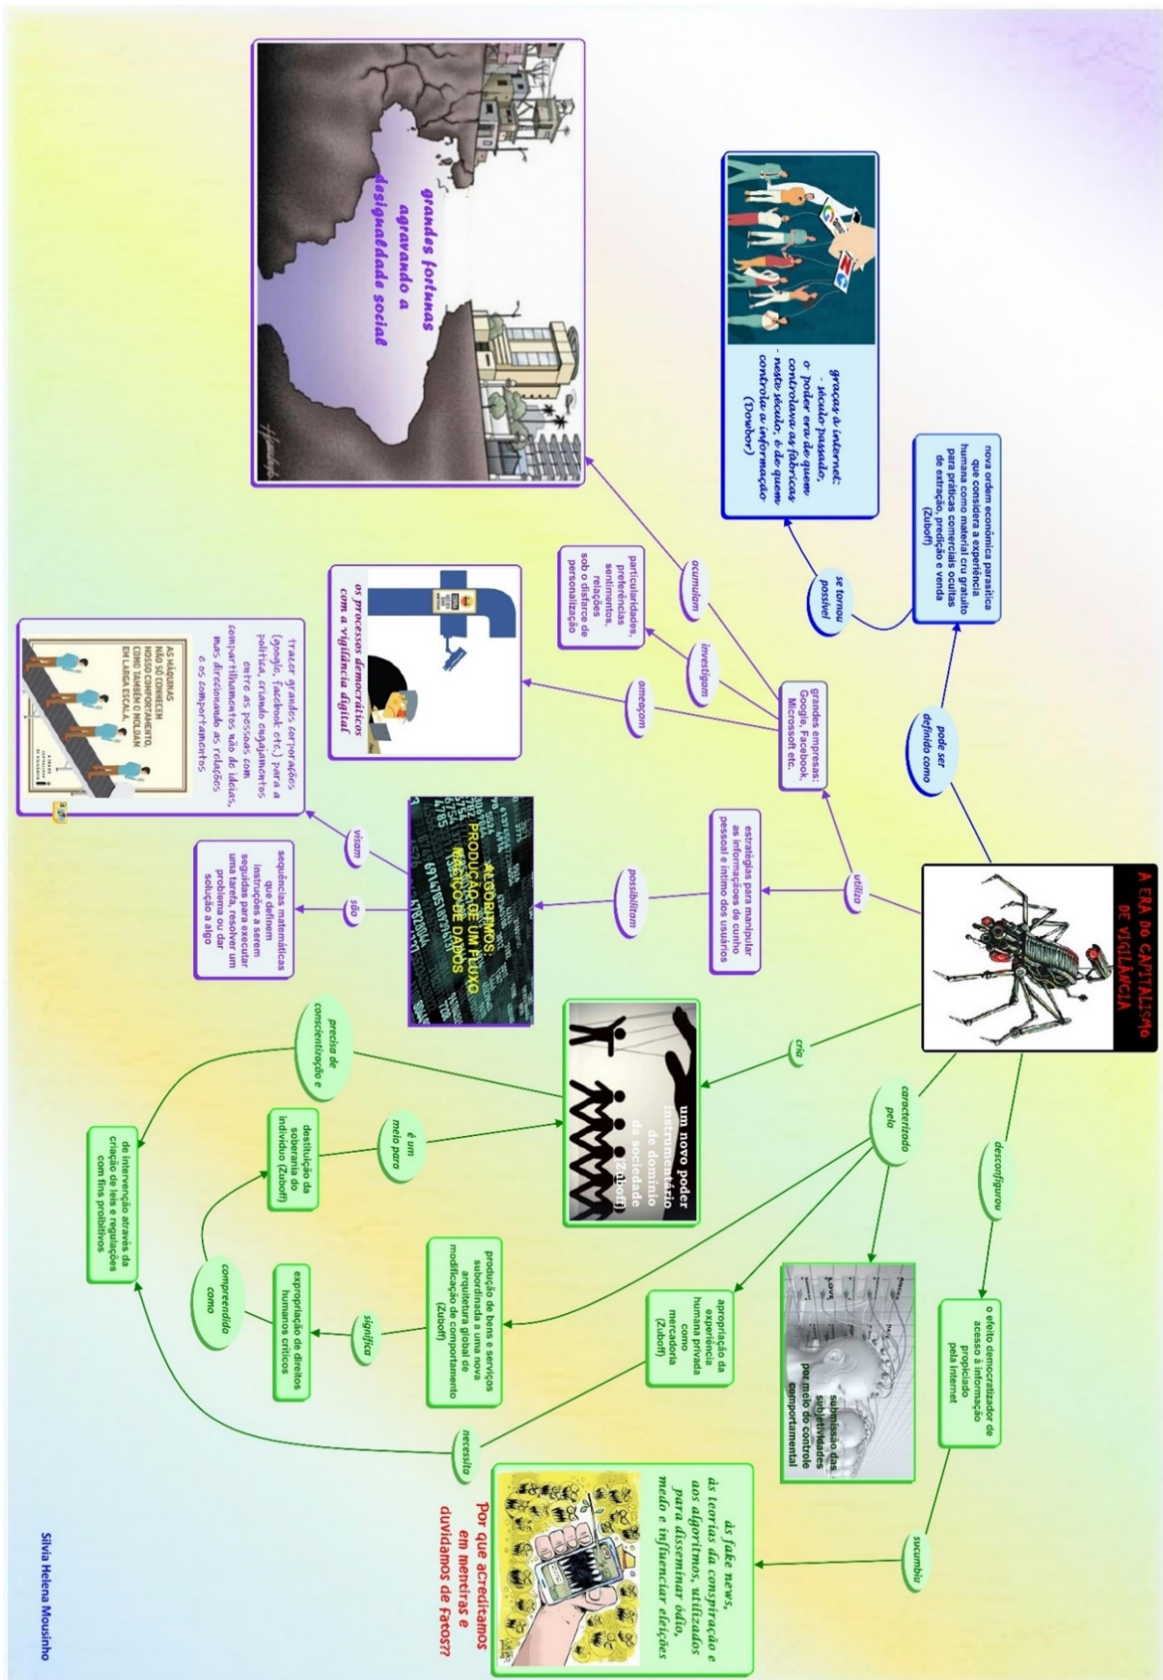 A ERA DO CAPITALISMO
DE VIGILÂNCIA
pode ser
definido como
nova ordem econômica parasítica
que considera a experiência
humana como material cru gratuito
para práticas comerciais ocultas
de extração, predição e venda
(Zuboff)
se tornou
possível
graças à internet:
- século passado,
o poder era de quem
controlava as fábricas
- neste século, é de quem
controla a informação
(Dowbor)
utiliza
grandes empresas:
Google, Facebook,
Microsoft etc.
acumulam
grandes fortunas
agravando a
desigualdade social
investigam
particularidades,
preferências
sentimentos,
relações
sob o disfarce de
personalização
ameaçam
os processos democráticos
com a vigilância digital
estratégias para manipular
as informações de cunho
pessoal e íntimo dos usuários
possibilitam
ALGORITMOS:
PRODUÇÃO DE UM FLUXO
MÁGICO DE DADOS
visam
trazer grandes corporações
(google, facebook etc.) para a
política, criando engajamentos
entre as pessoas com
compartilhamentos não de ideias,
mas direcionando as relações
e os comportamentos
AS MÁQUINAS
NÃO SÓ CONHECEM
NOSSO COMPORTAMENTO,
COMO TAMBÉM O MOLDAM
EM LARGA ESCALA.
são
sequências matemáticas
que definem
instruções a serem
seguidas para executar
uma tarefa, resolver um
problema ou dar
solução a algo
cria
um novo poder
instrumentário
de domínio
da sociedade
(Zuboff)
precisa de
conscientização e
de intervenção através da
criação de leis e regulações
com fins proibitivos
é um
meio para
destituição da
soberania do
indivíduo (Zuboff)
caracterizado
pela
submissão das
subjetividades
por meio do controle
comportamental
apropriação da
experiência
humana privada
como
mercadoria
(Zuboff)
necessita
produção de bens e serviços
subordinada a uma nova
arquitetura global de
modificação de comportamento
(Zuboff)
significa
expropriação de direitos
humanos críticos
compreendida
como
desconfigurou
o efeito democratizador de
acesso à informação
propiciado
pela internet
sucumbiu
às fake news,
às teorias da conspiração e
aos algoritmos, utilizados
para disseminar ódio,
medo e influenciar eleições
Por que acreditamos
em mentiras e
duvidamos de fatos??
Silvia Helena Mousinho